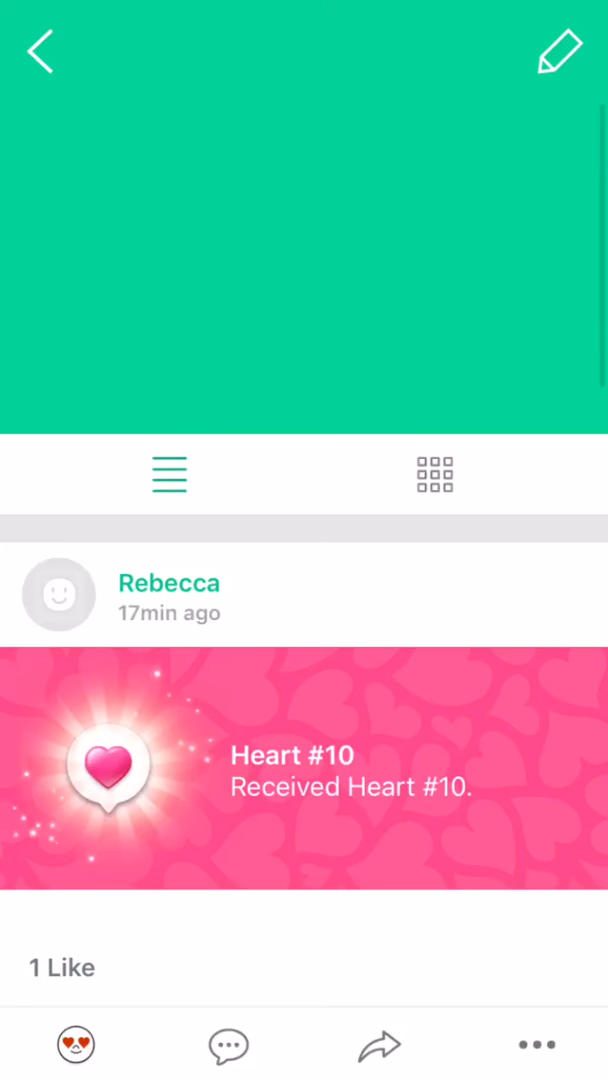 Rebecca
17min ago
Heart #10
Received Heart #10.
1 Like